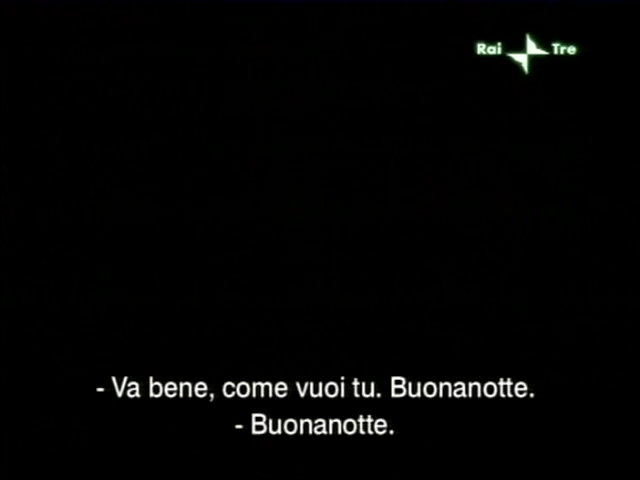 Rai Tre
- Va bene, come vuoi tu. Buonanotte.
- Buonanotte.